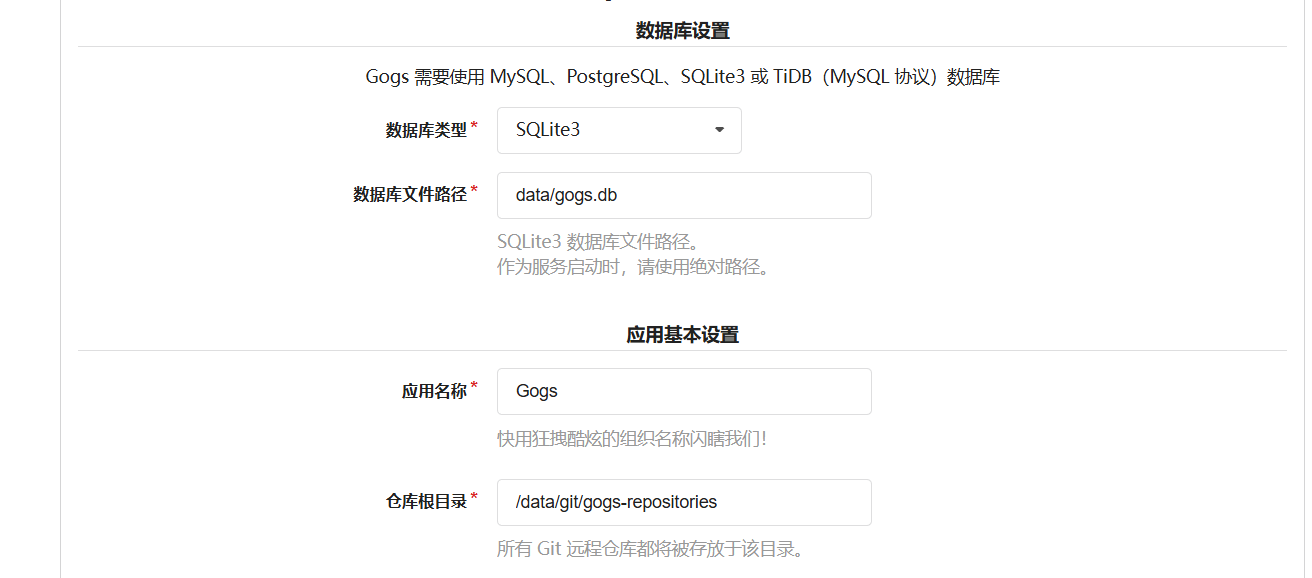 数据库设置
Gogs 需要使用 MySQL、PostgreSQL、SQLite3 或 TiDB（MySQL 协议）数据库
数据库类型* SQLite3
数据库文件路径* data/gogs.db
SQLite3 数据库文件路径。
作为服务启动时，请使用绝对路径。
应用基本设置
应用名称* Gogs
快用狂拽酷炫的组织名称闪瞎我们！
仓库根目录* /data/git/gogs-repositories
所有 Git 远程仓库都将被存放于该目录。